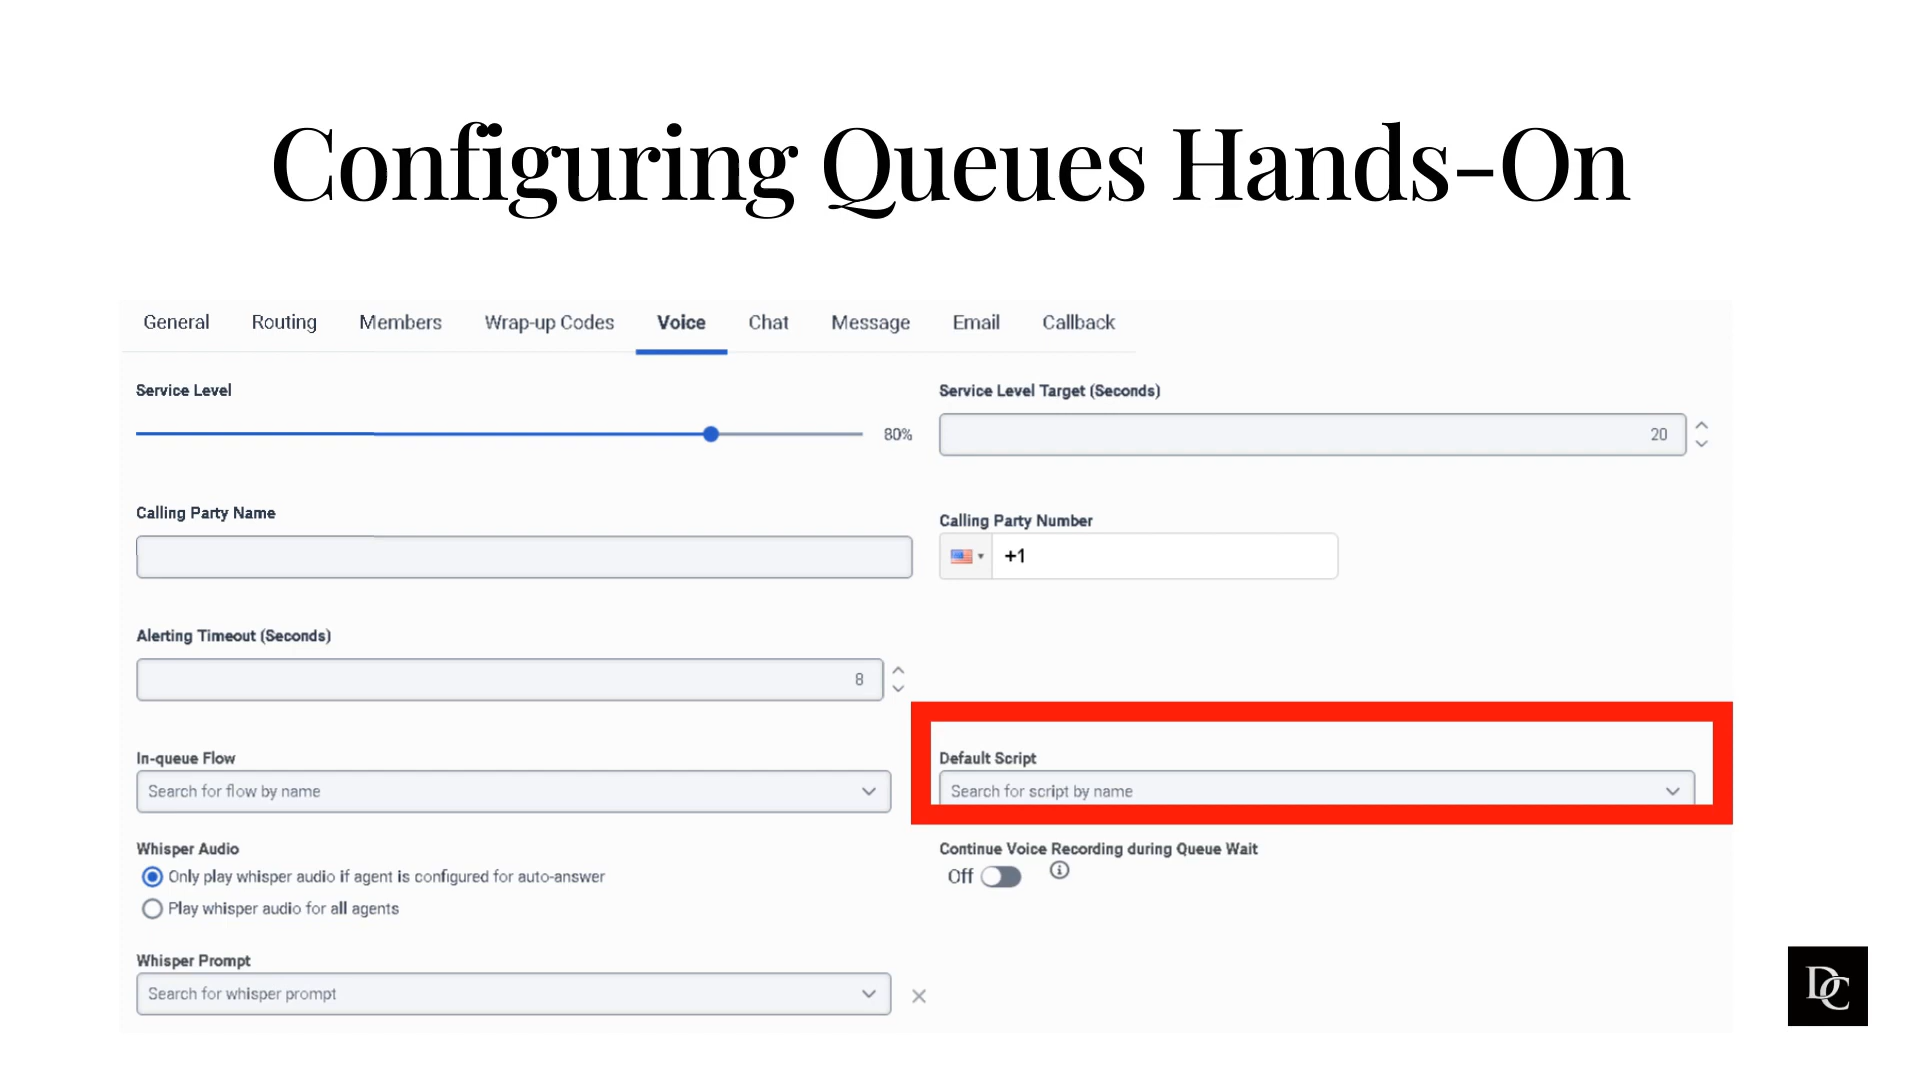 Configuring Queues Hands-On
General Routing Members Wrap-up Codes Voice Chat Message Email Callback
Service Level
80%
Service Level Target (Seconds)
20
Calling Party Name
Calling Party Number
+1
Alerting Timeout (Seconds)
8
In-queue Flow
Search for flow by name
Default Script
Search for script by name
Whisper Audio
Only play whisper audio if agent is configured for auto-answer
Play whisper audio for all agents
Continue Voice Recording during Queue Wait
Off
Whisper Prompt
Search for whisper prompt
DC